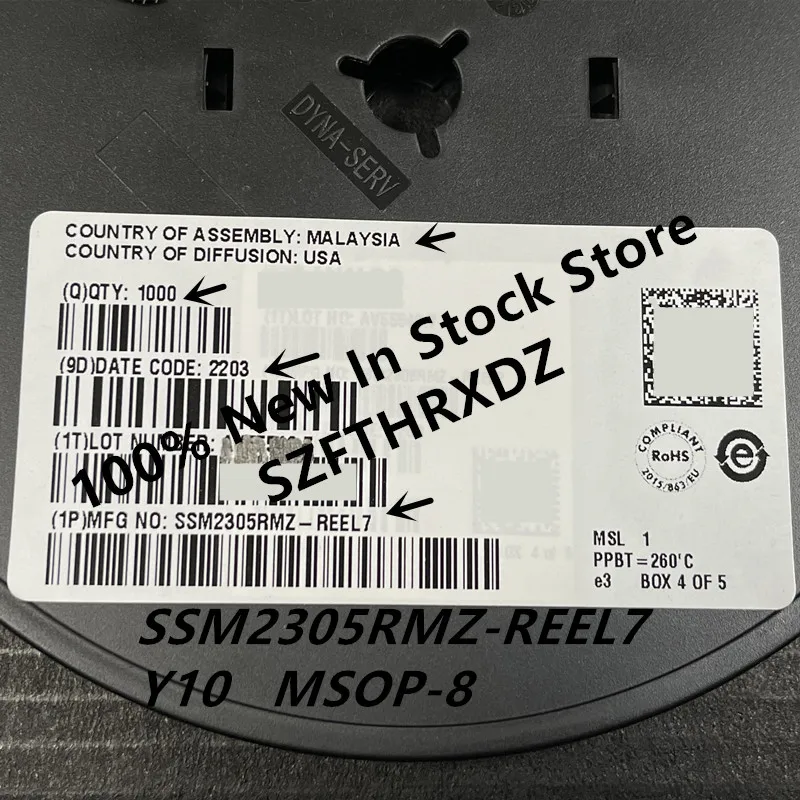 DYNA-SERV
COUNTRY OF ASSEMBLY: MALAYSIA
COUNTRY OF DIFFUSION: USA
(Q)QTY: 1000
(9D)DATE CODE: 2203
(1T)LOT NUMBER:
(1P)MFG NO: SSM2305RMZ-REEL7
100% New In Stock Store
SZFTHRXDZ
COMPLIANT
RoHS
2015/863/EU
e
MSL 1
PPBT=260'C
e3 BOX 4 OF 5
SSM2305RMZ-REEL7
Y10 MSOP-8